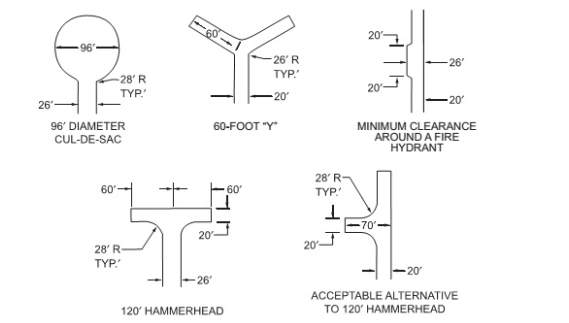 96′
28′ R
TYP.′
26′
96′ DIAMETER
CUL-DE-SAC
60′
26′ R
TYP.′
20′
60-FOOT “Y”
20′
26′
20′
20′
MINIMUM CLEARANCE
AROUND A FIRE
HYDRANT
60′
60′
20′
28′ R
TYP.′
26′
120′ HAMMERHEAD
28′ R
TYP.′
70′
20′
20′
ACCEPTABLE ALTERNATIVE
TO 120′ HAMMERHEAD